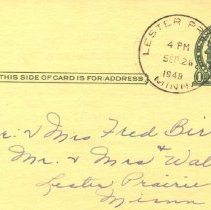 LESTER P
4 PM
SEP 26
1949
MINN.
THIS SIDE OF CARD IS FOR ADDRESS
Mr. & Mrs Fred Bir
Mr. & Mrs Wal
Lester Prairie
Minn